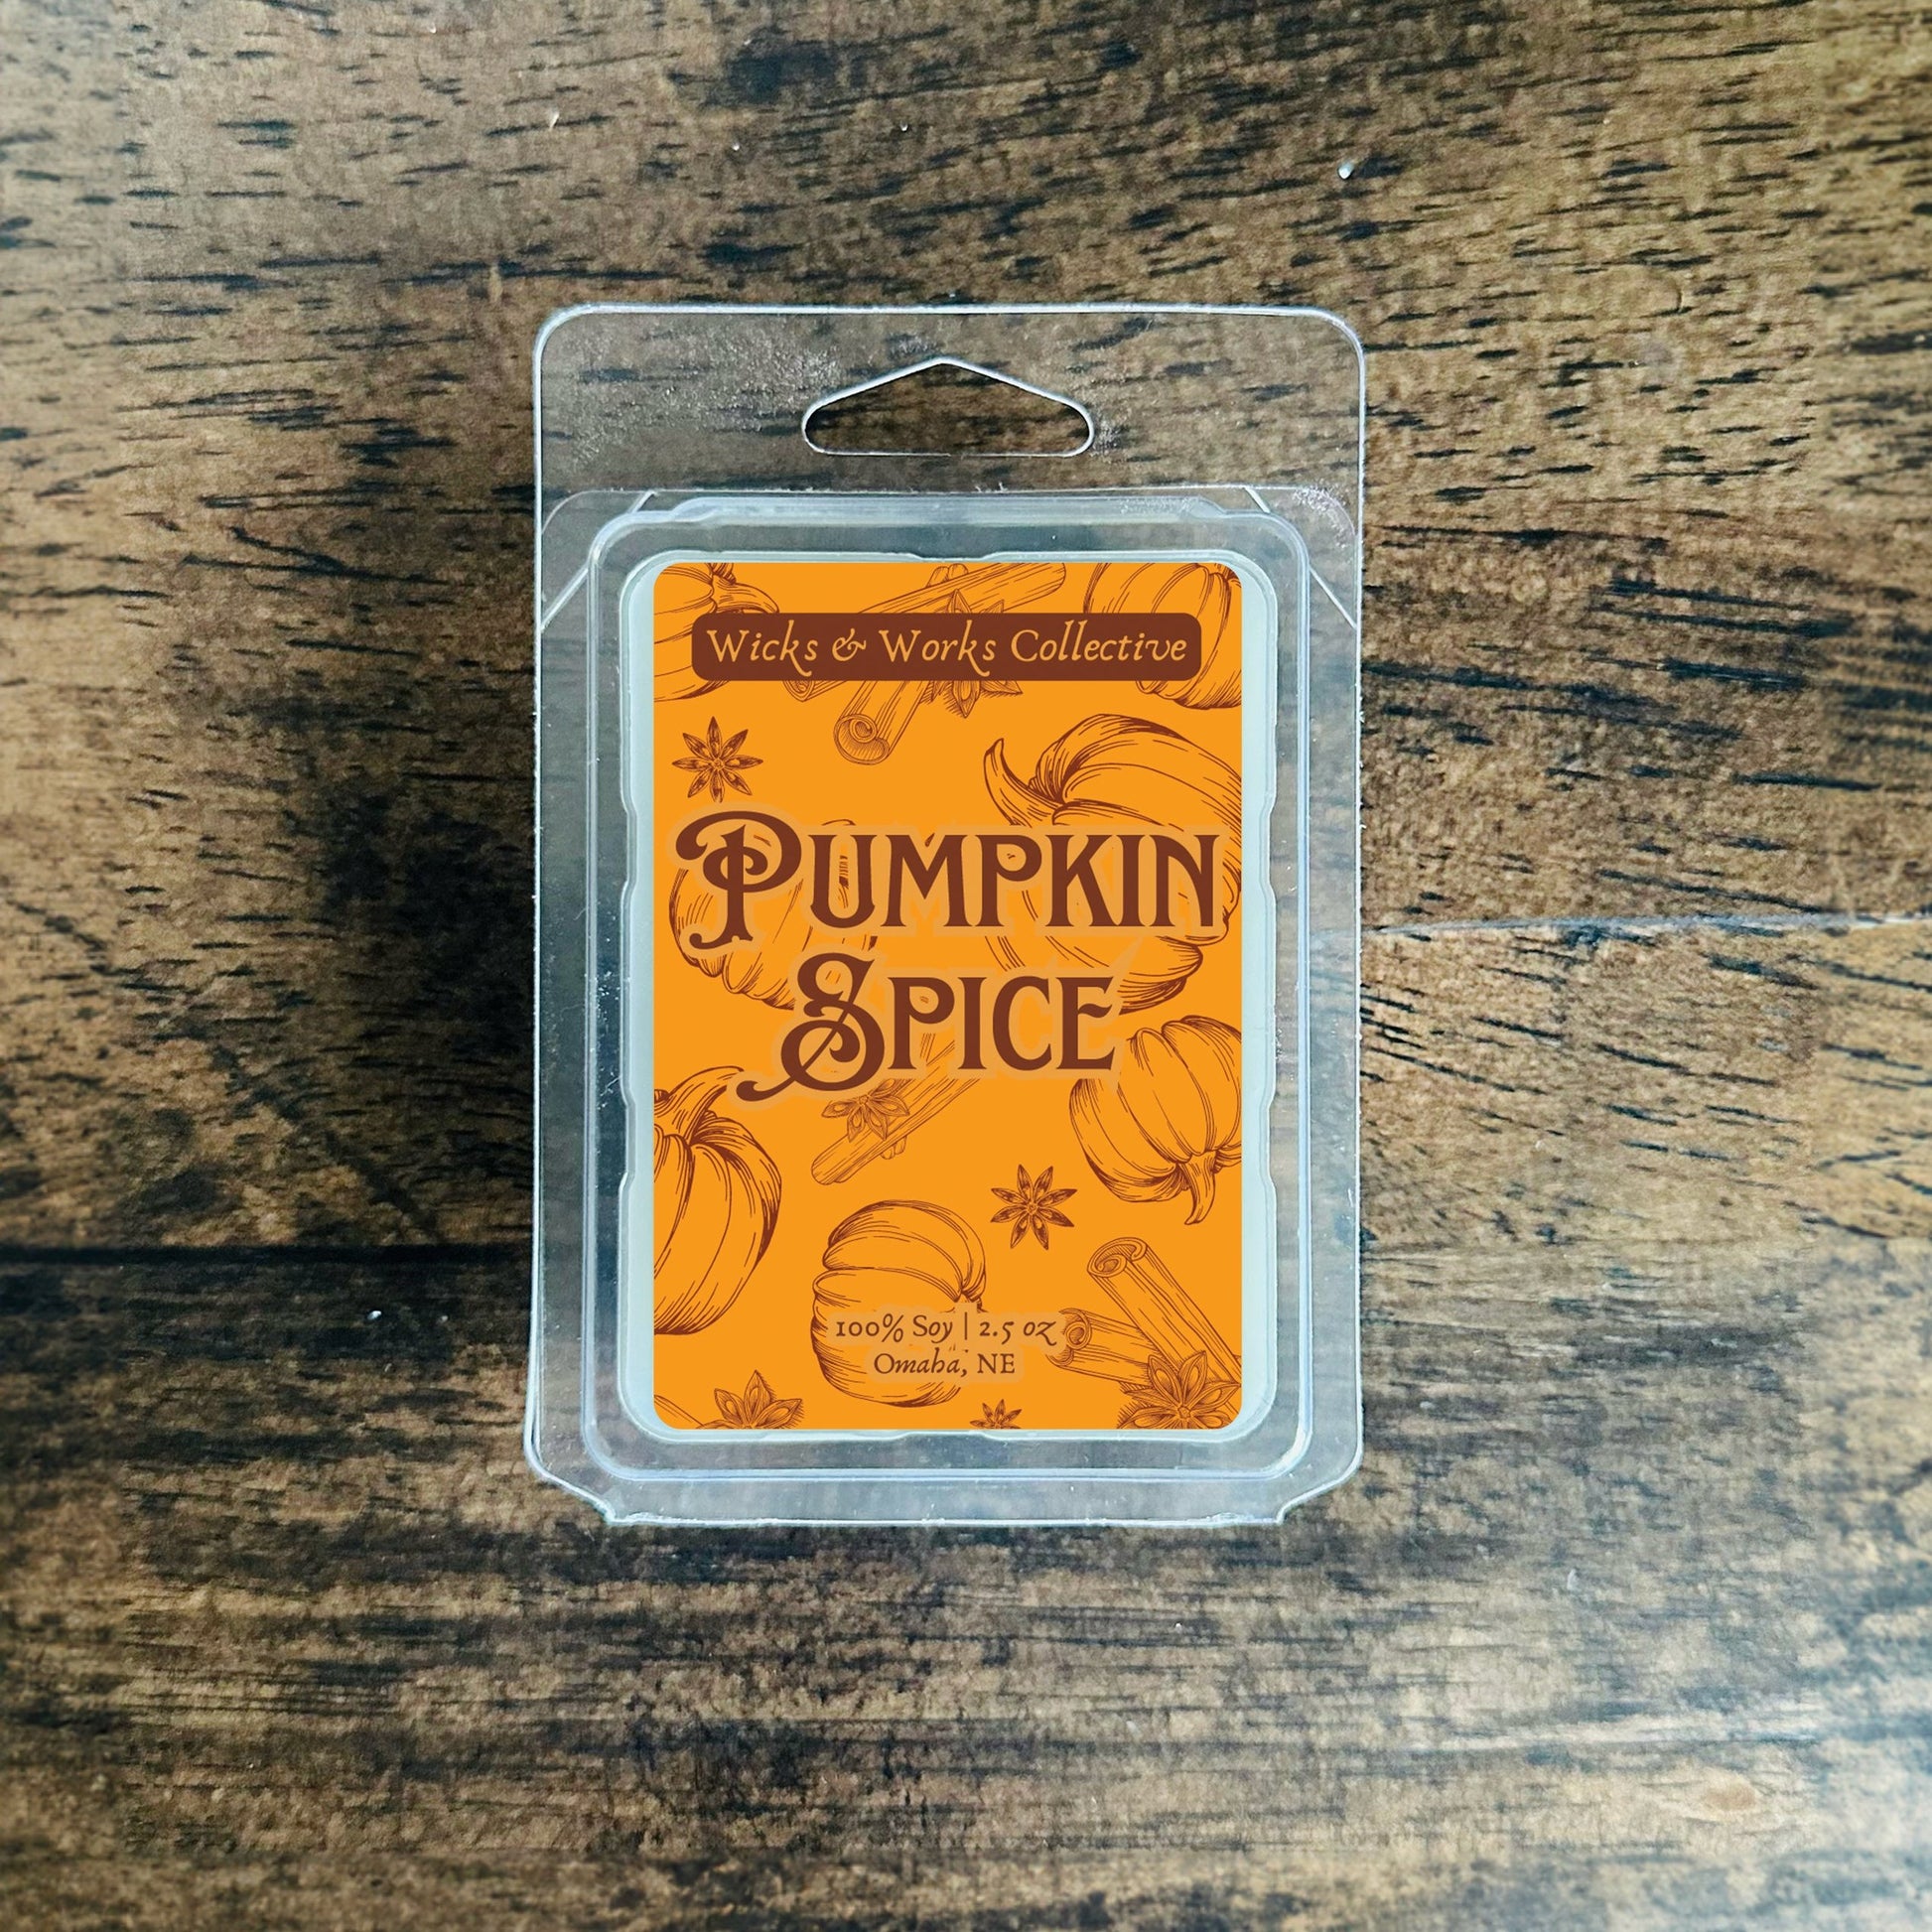 Wicks & Works Collective
Pumpkin
Spice
100% Soy | 2.5 oz
Omaha, NE